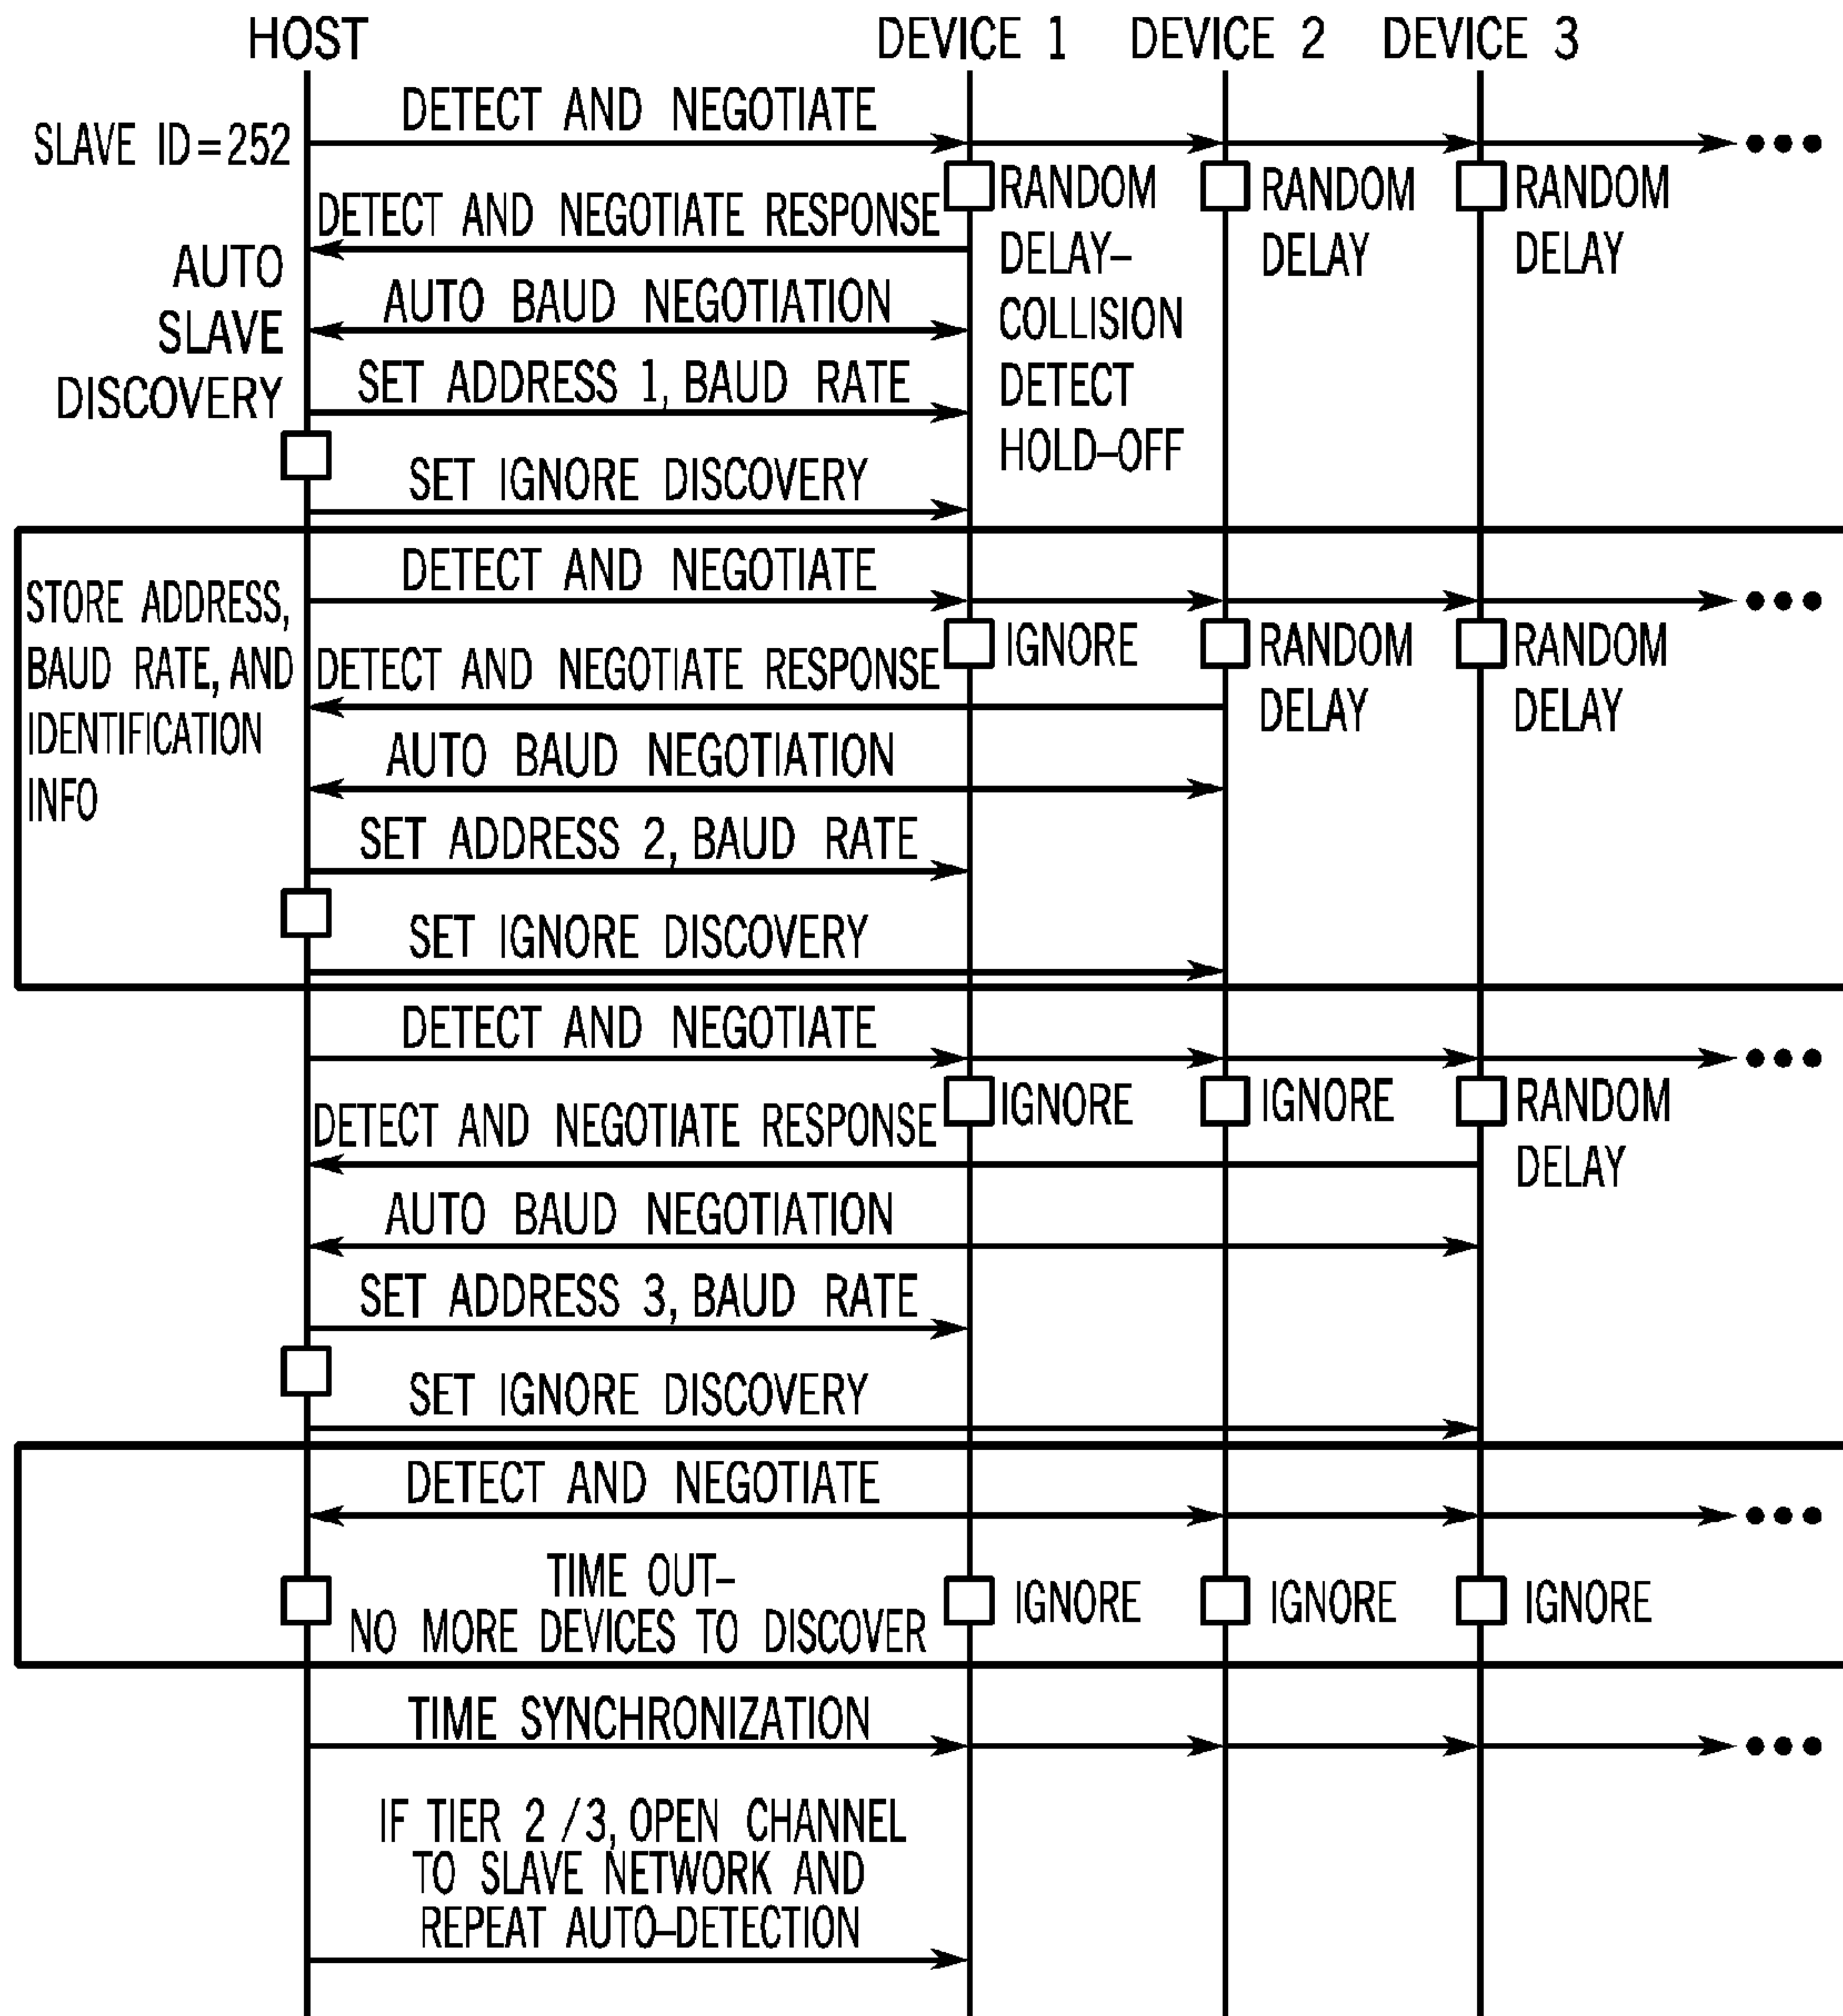 HOST
DEVICE 1
DEVICE 2
DEVICE 3
SLAVE ID=252
DETECT AND NEGOTIATE
RANDOM
DELAY–
COLLISION
DETECT
HOLD–OFF
RANDOM
DELAY
RANDOM
DELAY
DETECT AND NEGOTIATE RESPONSE
AUTO
SLAVE
DISCOVERY
AUTO BAUD NEGOTIATION
SET ADDRESS 1, BAUD RATE
SET IGNORE DISCOVERY
STORE ADDRESS,
BAUD RATE, AND
IDENTIFICATION
INFO
DETECT AND NEGOTIATE
IGNORE
RANDOM
DELAY
RANDOM
DELAY
DETECT AND NEGOTIATE RESPONSE
AUTO BAUD NEGOTIATION
SET ADDRESS 2, BAUD RATE
SET IGNORE DISCOVERY
DETECT AND NEGOTIATE
IGNORE
IGNORE
RANDOM
DELAY
DETECT AND NEGOTIATE RESPONSE
AUTO BAUD NEGOTIATION
SET ADDRESS 3, BAUD RATE
SET IGNORE DISCOVERY
DETECT AND NEGOTIATE
TIME OUT–
NO MORE DEVICES TO DISCOVER
IGNORE
IGNORE
IGNORE
TIME SYNCHRONIZATION
IF TIER 2 /3, OPEN CHANNEL
TO SLAVE NETWORK AND
REPEAT AUTO–DETECTION